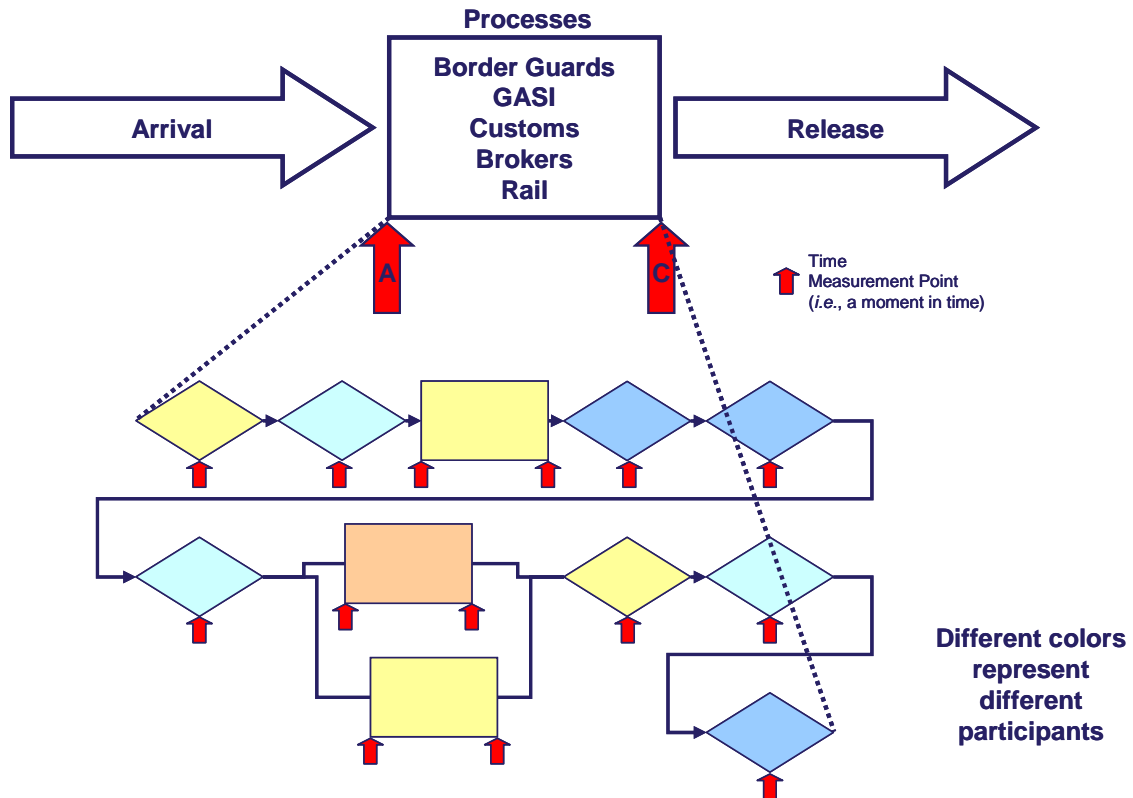 Processes
Border Guards
GASI
Customs
Brokers
Rail
Arrival
Release
A
C
Time
Measurement Point
(i.e., a moment in time)
Different colors
represent
different
participants